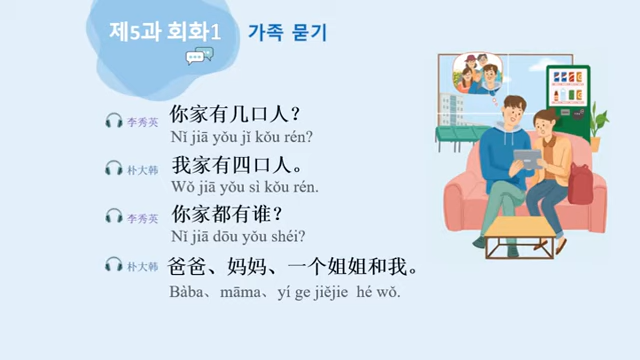 제5과 회화1
가족 묻기
李秀英
你家有几口人？
Nǐ jiā yǒu jǐ kǒu rén?
朴大韩
我家有四口人。
Wǒ jiā yǒu sì kǒu rén.
李秀英
你家都有谁？
Nǐ jiā dōu yǒu shéi?
朴大韩
爸爸、妈妈、一个姐姐和我。
Bàba、māma、yí ge jiějie hé wǒ.